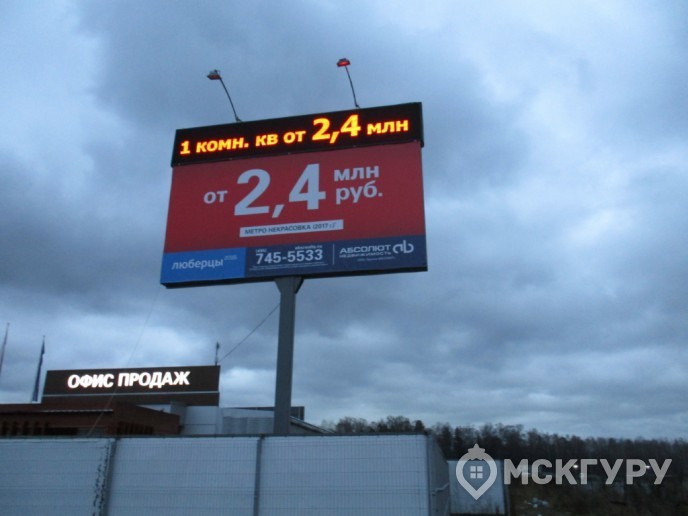 1 комн. кв от 2,4 млн
от 2,4 млн руб.
МЕТРО НЕКРАСОВКА (2017 г.)
люберцы
745-5533
АБСОЛЮТ
НЕДВИЖИМОСТЬ
ОФИС ПРОДАЖ
МСКГУРУ